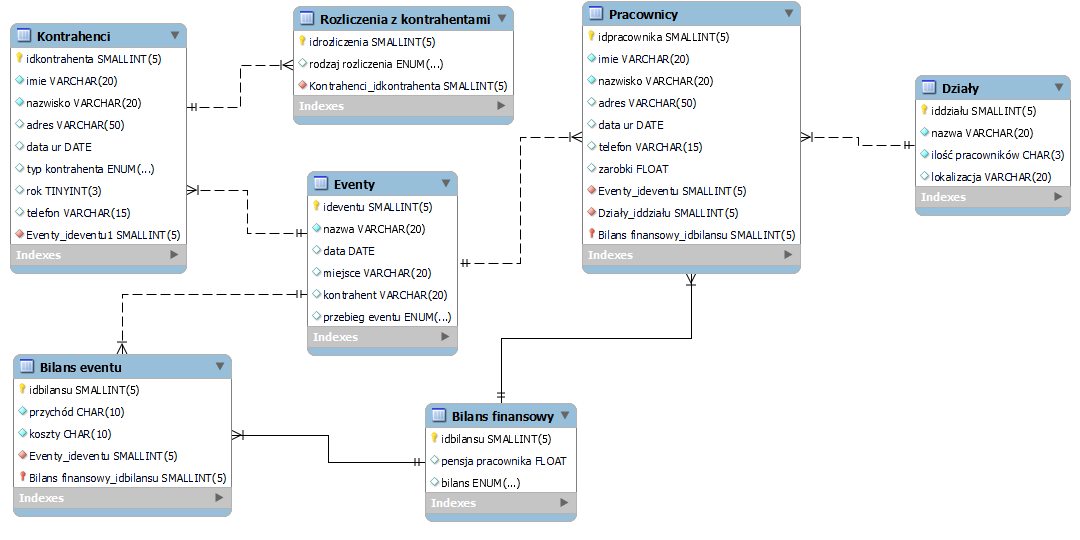 Kontrahenci
idkontrahenta SMALLINT(5)
imie VARCHAR(20)
nazwisko VARCHAR(20)
adres VARCHAR(50)
data ur DATE
typ kontrahenta ENUM(...)
rok TINYINT(3)
telefon VARCHAR(15)
Eventy_ideventu1 SMALLINT(5)
Indexes
Rozliczenia z kontrahentami
idrozliczenia SMALLINT(5)
rodzaj rozliczenia ENUM(...)
Kontrahenci_idkontrahenta SMALLINT(5)
Indexes
Pracownicy
idpracownika SMALLINT(5)
imie VARCHAR(20)
nazwisko VARCHAR(20)
adres VARCHAR(50)
data ur DATE
telefon VARCHAR(15)
zarobki FLOAT
Eventy_ideventu SMALLINT(5)
Działy_iddziału SMALLINT(5)
Bilans finansowy_idbilansu SMALLINT(5)
Indexes
Działy
iddziału SMALLINT(5)
nazwa VARCHAR(20)
ilość pracowników CHAR(3)
lokalizacja VARCHAR(20)
Indexes
Eventy
ideventu SMALLINT(5)
nazwa VARCHAR(20)
data DATE
miejsce VARCHAR(20)
kontrahent VARCHAR(20)
przebieg eventu ENUM(...)
Indexes
Bilans eventu
idbilansu SMALLINT(5)
przychód CHAR(10)
koszty CHAR(10)
Eventy_ideventu SMALLINT(5)
Bilans finansowy_idbilansu SMALLINT(5)
Indexes
Bilans finansowy
idbilansu SMALLINT(5)
pensja pracownika FLOAT
bilans ENUM(...)
Indexes